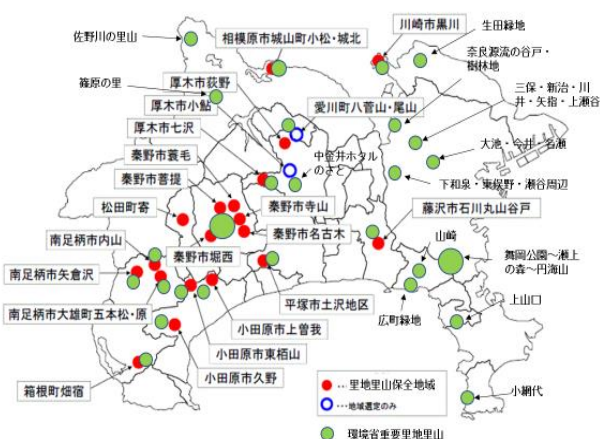 佐野川の里山
相模原市城山町小松・城北
川崎市黒川
生田緑地
奈良源流の谷戸・
樹林地
篠原の里
厚木市荻野
厚木市小鮎
愛川町八菅山・尾山
三保・新治・川
井・矢指・上瀬谷
厚木市七沢
中金井ホタル
のさと
大池・今井・名瀬
秦野市蓑毛
秦野市菩提
下和泉・東俣野・瀬谷周辺
松田町寄
秦野市寺山
藤沢市石川丸山谷戸
秦野市名古木
南足柄市内山
秦野市堀西
山崎
舞岡公園～瀬上
の森～円海山
南足柄市矢倉沢
平塚市土沢地区
上山口
南足柄市大雄町五本松・原
小田原市上曽我
広町緑地
小田原市東栢山
小田原市久野
箱根町畑宿
小網代
…里地里山保全地域
…地域選定のみ
環境省重要里地里山